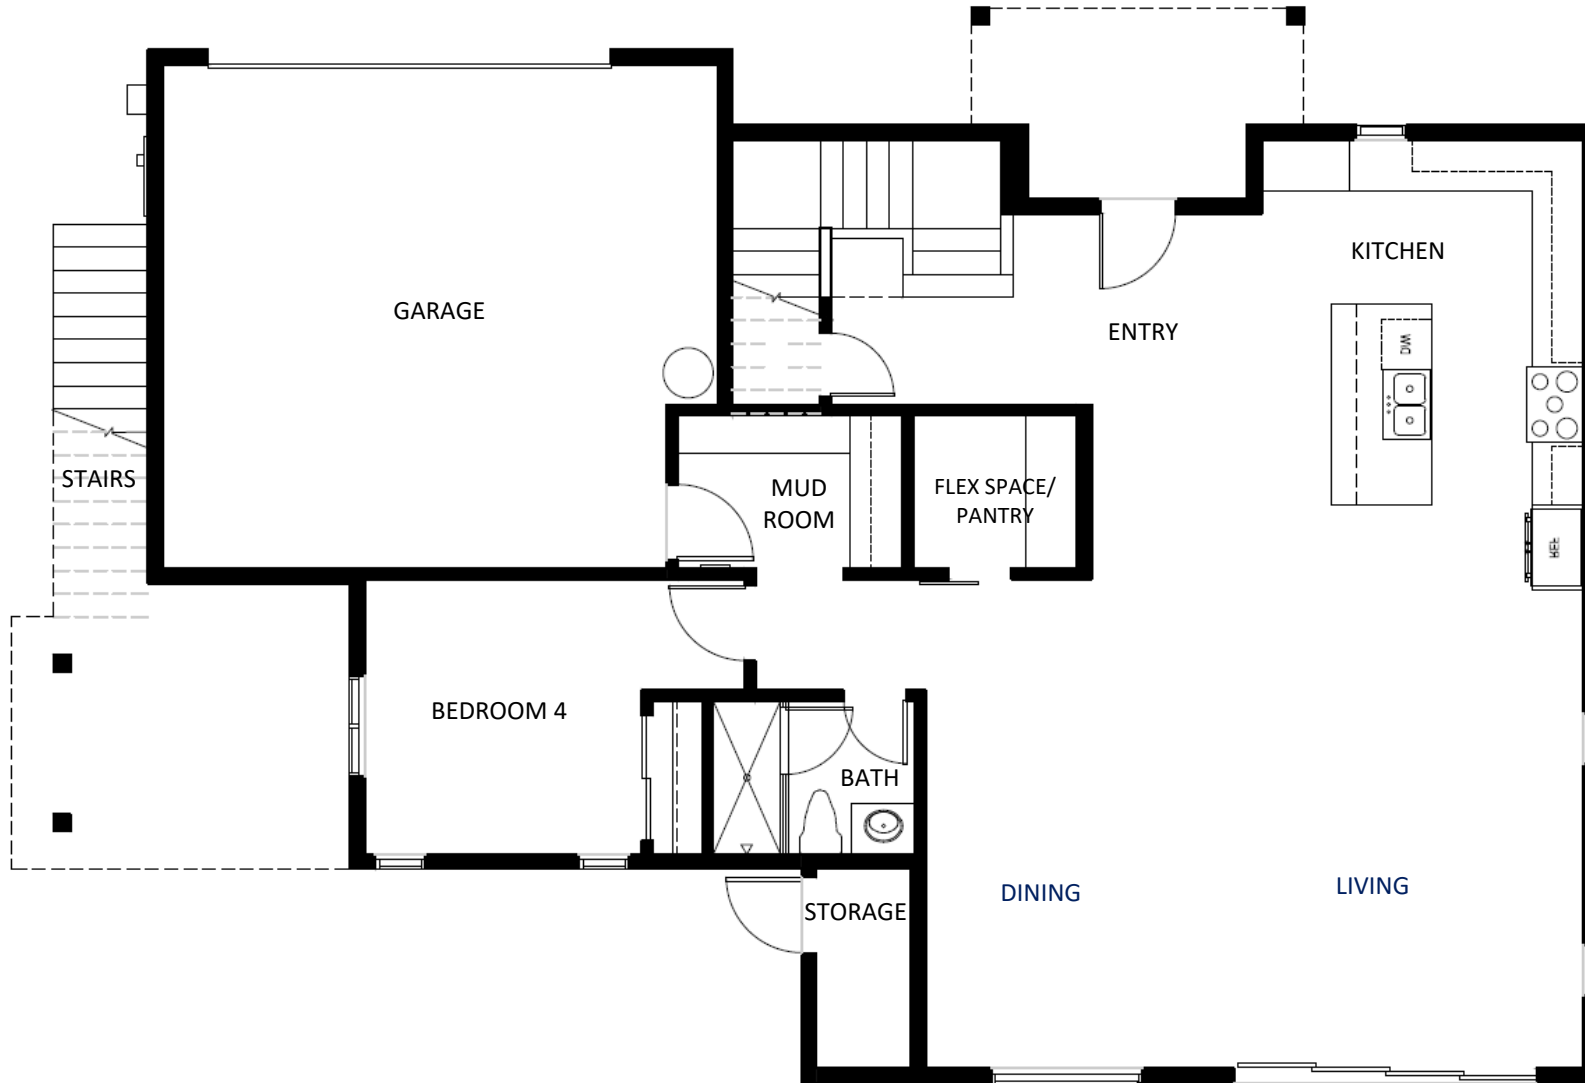 KITCHEN
GARAGE
ENTRY
DW
STAIRS
MUD
ROOM
FLEX SPACE/
PANTRY
REF
BEDROOM 4
BATH
DINING
LIVING
STORAGE